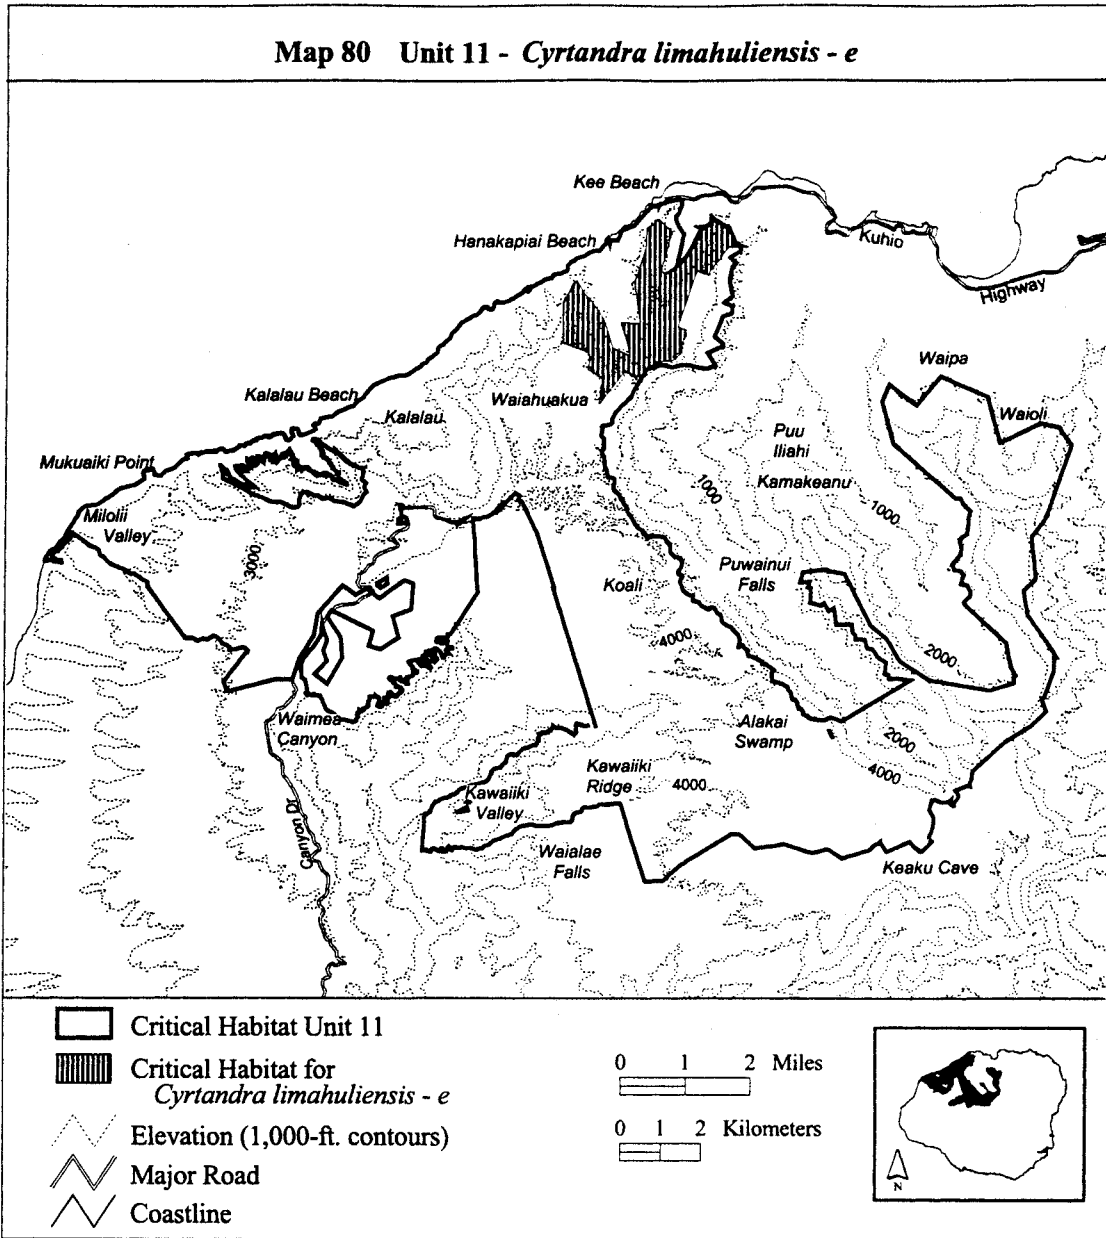 Map 80 Unit 11 - Cyrtandra limahuliensis - e
Kee Beach
Hanakapiai Beach
Kuhio
Highway
Waipa
Kalalau Beach
Kalalau
Waiahuakua
Waioli
Puu
Iliahi
Mukuaiki Point
Kamakeanu
1000
1000
Milolii
Valley
3000
Koali
Puwainui
Falls
4000
2000
Waimea
Canyon
Alakai
Swamp
2000
4000
Kawaiiki
Ridge
4000
Kawaiiki
Valley
Canyon Dr
Waialae
Falls
Keaku Cave
Critical Habitat Unit 11
Critical Habitat for
Cyrtandra limahuliensis - e
Elevation (1,000-ft. contours)
Major Road
Coastline
0 1 2 Miles
0 1 2 Kilometers
N